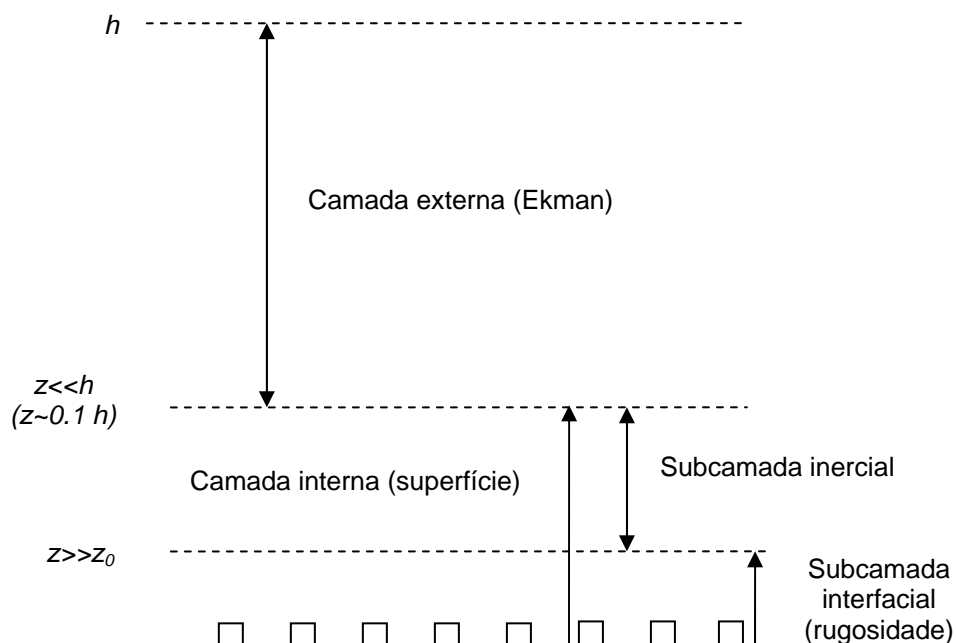 h
Camada externa (Ekman)
z<<h
(z~0.1 h)
Camada interna (superfície)
Subcamada inercial
z>>z₀
Subcamada
interfacial
(rugosidade)